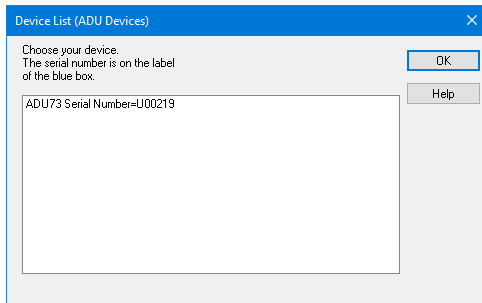 Device List (ADU Devices)
Choose your device.
The serial number is on the label
of the blue box.
OK
Help
ADU73 Serial Number=U00219